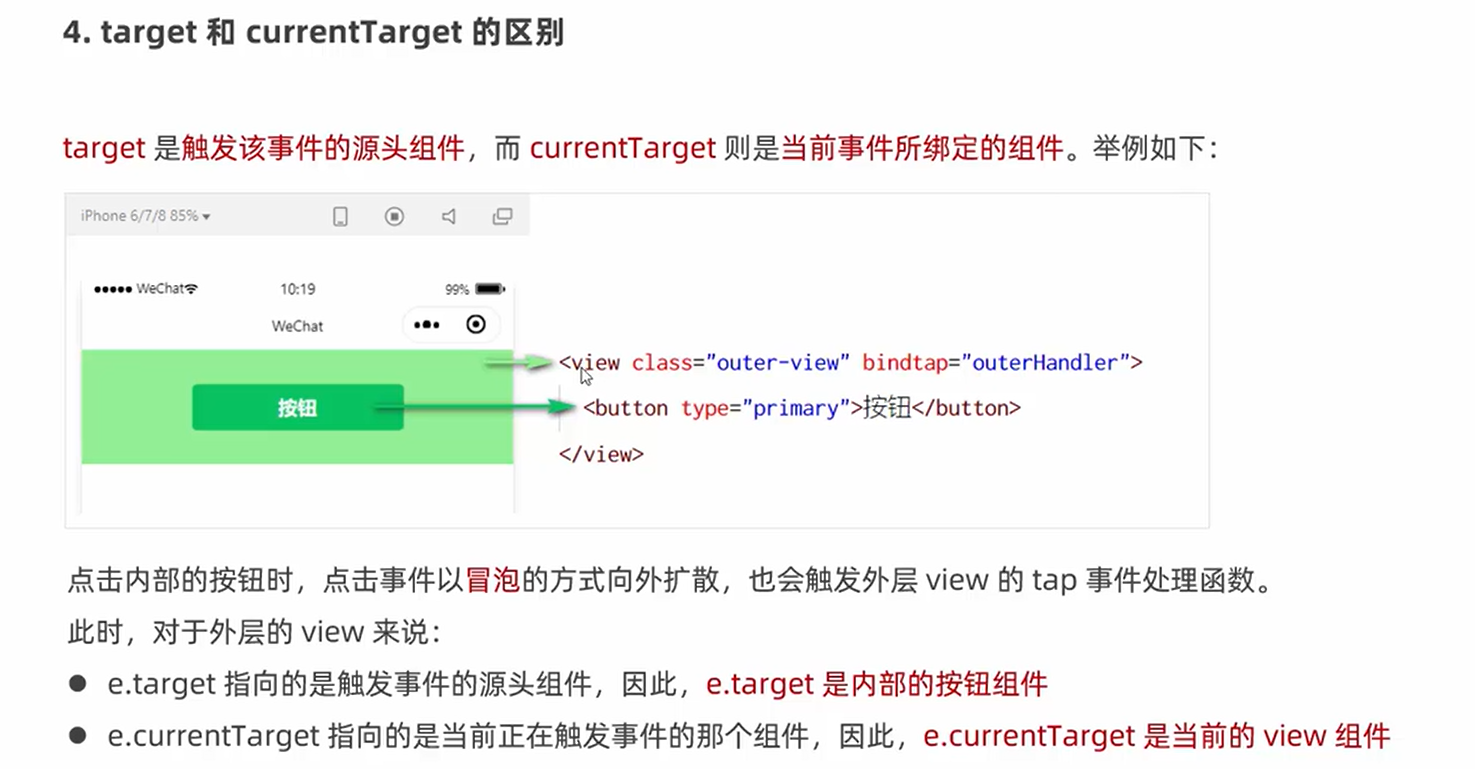 4. target 和 currentTarget 的区别
target 是触发该事件的源头组件，而 currentTarget 则是当前事件所绑定的组件。举例如下：
iPhone 6/7/8 85%
WeChat 10:19 99%
WeChat
按钮
<view class="outer-view" bindtap="outerHandler">
<button type="primary">按钮</button>
</view>
点击内部的按钮时，点击事件以冒泡的方式向外扩散，也会触发外层 view 的 tap 事件处理函数。
此时，对于外层的 view 来说：
● e.target 指向的是触发事件的源头组件，因此，e.target 是内部的按钮组件
● e.currentTarget 指向的是当前正在触发事件的那个组件，因此，e.currentTarget 是当前的 view 组件